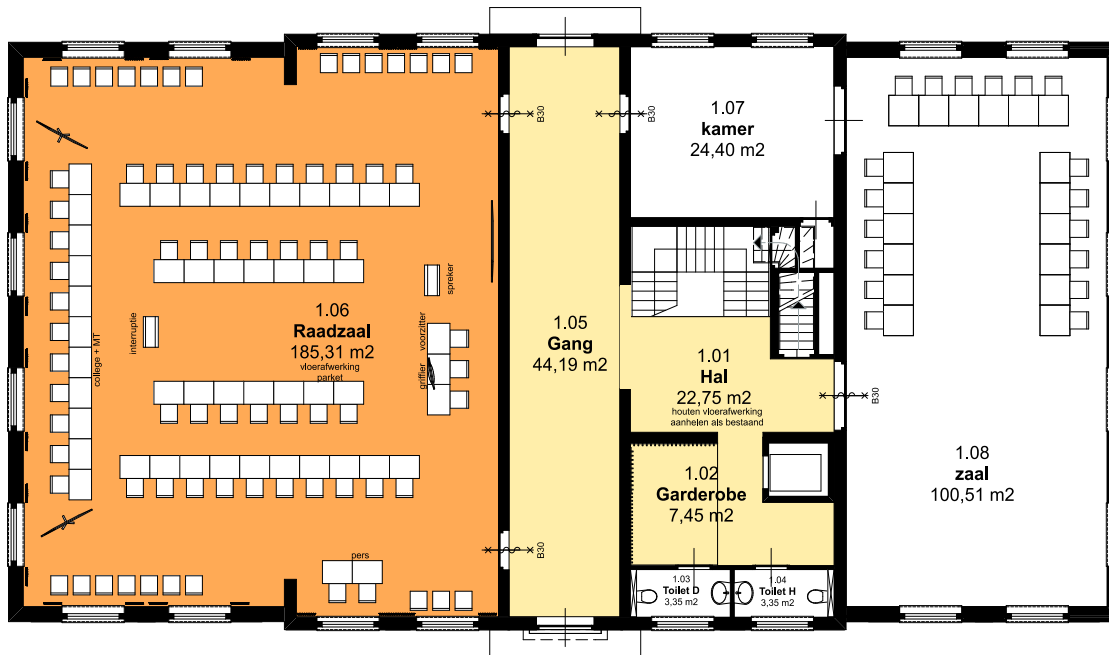 B30
B30
1.07
kamer
24,40 m2
college + MT
interruptie
1.06
Raadzaal
185,31 m2
vloerafwerking
parket
spreker
voorzitter
griffier
1.05
Gang
44,19 m2
1.01
Hal
22,75 m2
houten vloerafwerking
aanhelen als bestaand
B30
1.02
Garderobe
7,45 m2
1.08
zaal
100,51 m2
pers
B30
1.03
Toilet D
3,35 m2
1.04
Toilet H
3,35 m2